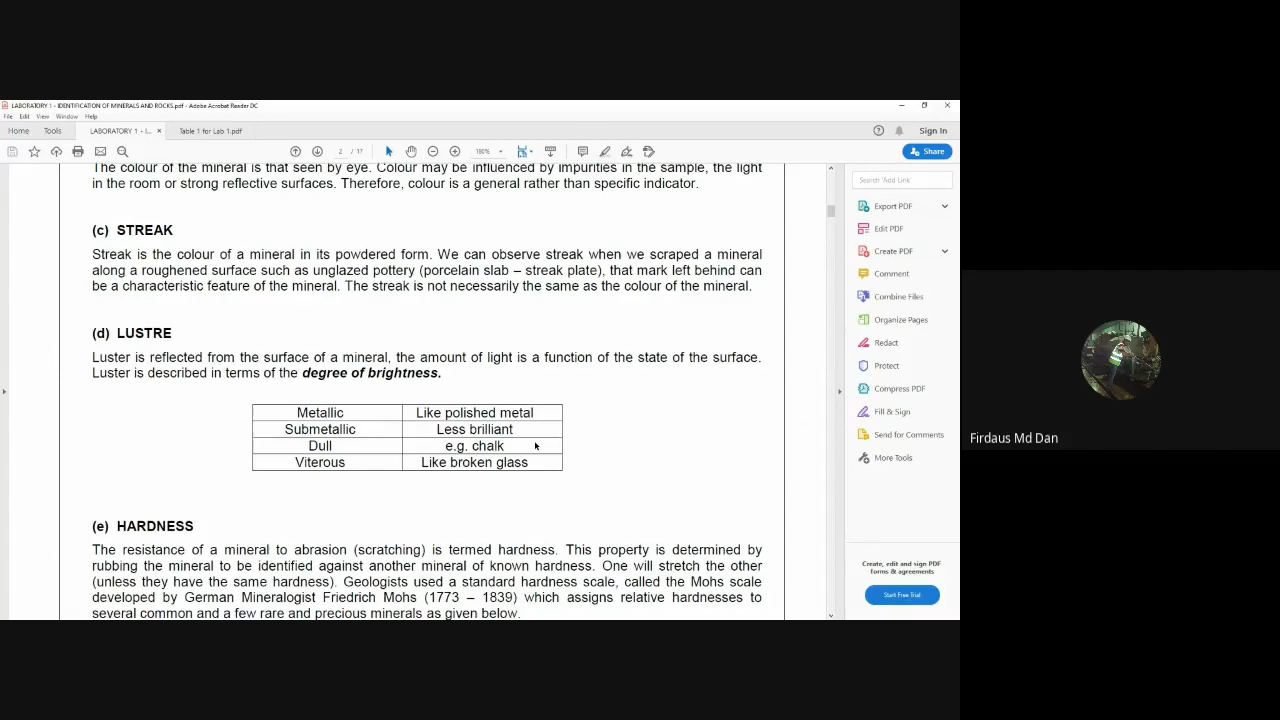 LABORATORY 1 - IDENTIFICATION OF MINERALS AND ROCKS.pdf - Adobe Acrobat Reader DC
File Edit View Window Help
Home Tools LABORATORY 1 - I... × Table 1 for Lab 1.pdf Sign In
2 / 17 180% Share
The colour of the mineral is that seen by eye. Colour may be influenced by impurities in the sample, the light
in the room or strong reflective surfaces. Therefore, colour is a general rather than specific indicator.
(c) STREAK
Streak is the colour of a mineral in its powdered form. We can observe streak when we scraped a mineral
along a roughened surface such as unglazed pottery (porcelain slab – streak plate), that mark left behind can
be a characteristic feature of the mineral. The streak is not necessarily the same as the colour of the mineral.
(d) LUSTRE
Luster is reflected from the surface of a mineral, the amount of light is a function of the state of the surface.
Luster is described in terms of the degree of brightness.
Metallic Like polished metal
Submetallic Less brilliant
Dull e.g. chalk
Viterous Like broken glass
(e) HARDNESS
The resistance of a mineral to abrasion (scratching) is termed hardness. This property is determined by
rubbing the mineral to be identified against another mineral of known hardness. One will stretch the other
(unless they have the same hardness). Geologists used a standard hardness scale, called the Mohs scale
developed by German Mineralogist Friedrich Mohs (1773 – 1839) which assigns relative hardnesses to
several common and a few rare and precious minerals as given below.
Search 'Add Link'
Export PDF
Edit PDF
Create PDF
Comment
Combine Files
Organize Pages
Redact
Protect
Compress PDF
Fill & Sign
Send for Comments
More Tools
Create, edit and sign PDF
forms & agreements
Start Free Trial
Firdaus Md Dan